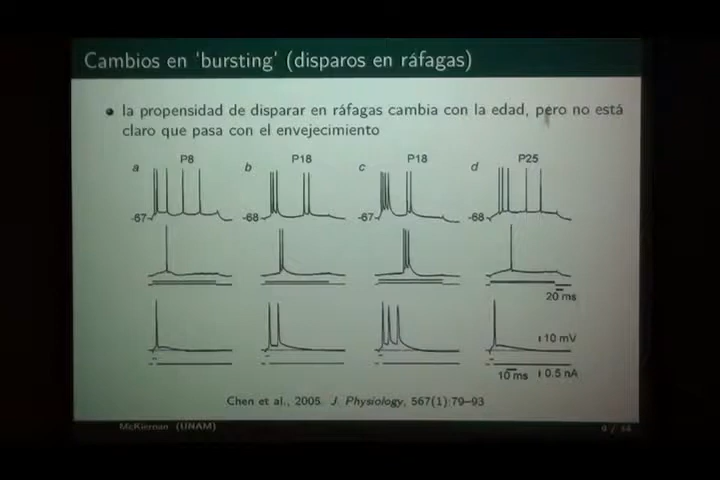 Cambios en 'bursting' (disparos en ráfagas)
la propensidad de disparar en ráfagas cambia con la edad, pero no está
claro que pasa con el envejecimiento
a P8 b P18 c P18 d P25
-67 -68 -67 -68
20 ms
10 mV
10 ms 0.5 nA
Chen et al., 2005. J. Physiology, 567(1):79–93
McKiernan (UNAM)